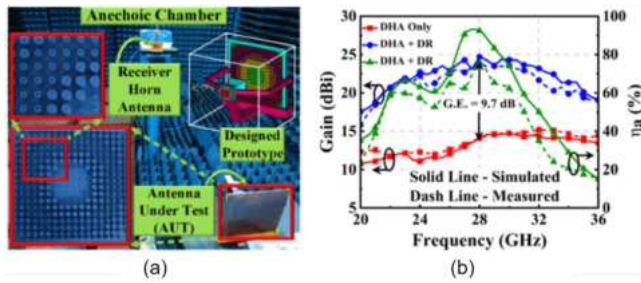 Anechoic Chamber
Receiver
Horn
Antenna
Designed
Prototype
Antenna
Under Test
(AUT)
(a)
30
25
20
15
10
5
Gain (dBi)
DHA Only
DHA + DR
DHA + DR
G.E. = 9.7 dB
Solid Line - Simulated
Dash Line - Measured
100
80
60
40
20
0
ηa (%)
20 24 28 32 36
Frequency (GHz)
(b)